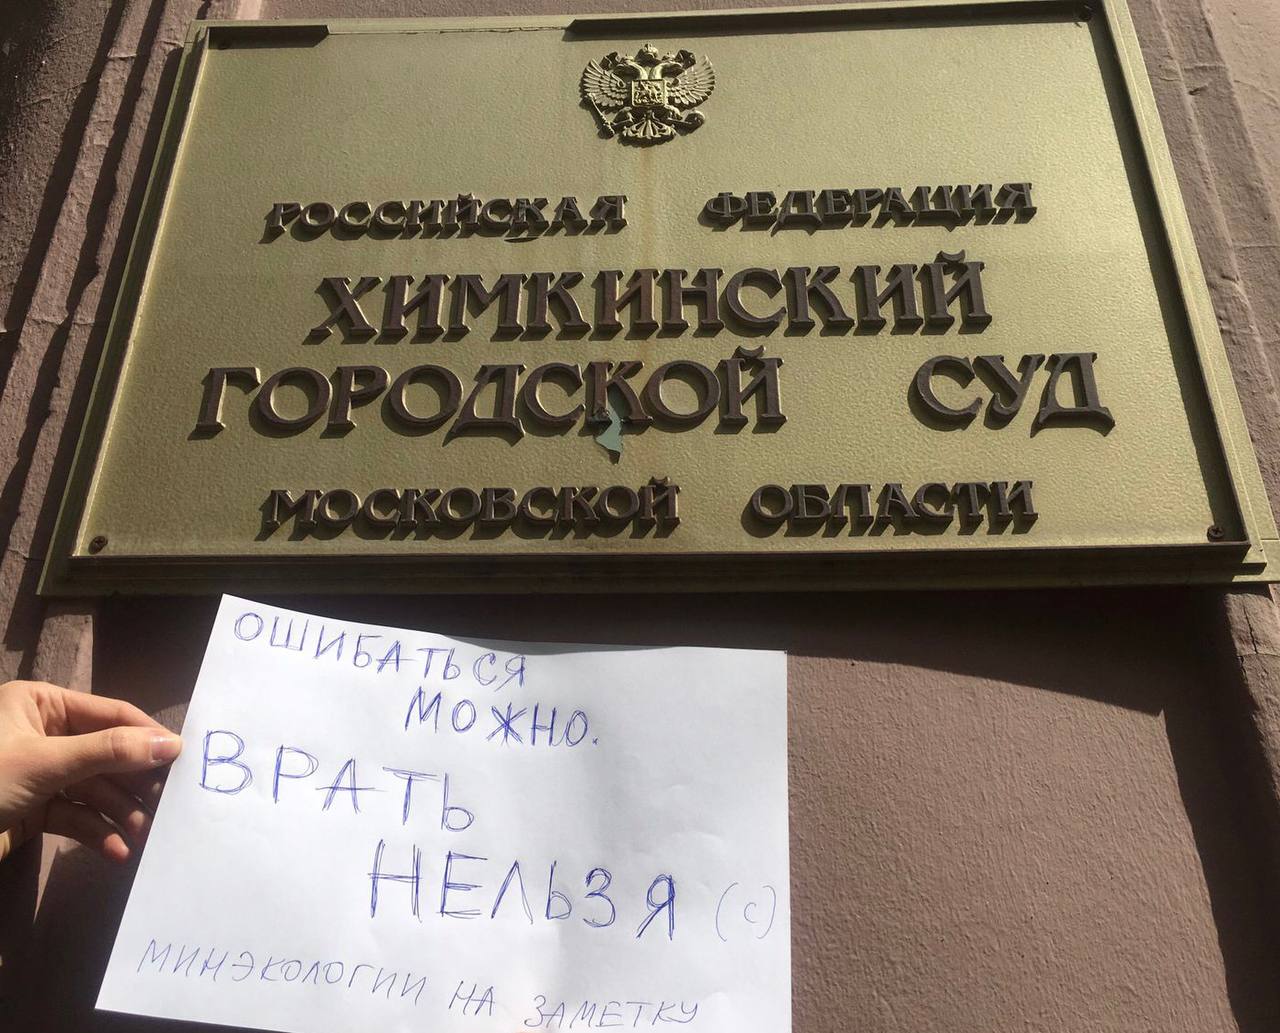 РОССИЙСКАЯ ФЕДЕРАЦИЯ
ХИМКИНСКИЙ
ГОРОДСКОЙ СУД
МОСКОВСКОЙ ОБЛАСТИ
ОШИБАТЬСЯ
МОЖНО.
ВРАТЬ
НЕЛЬЗЯ (с)
МИНЭКОЛОГИИ НА ЗАМЕТКУ